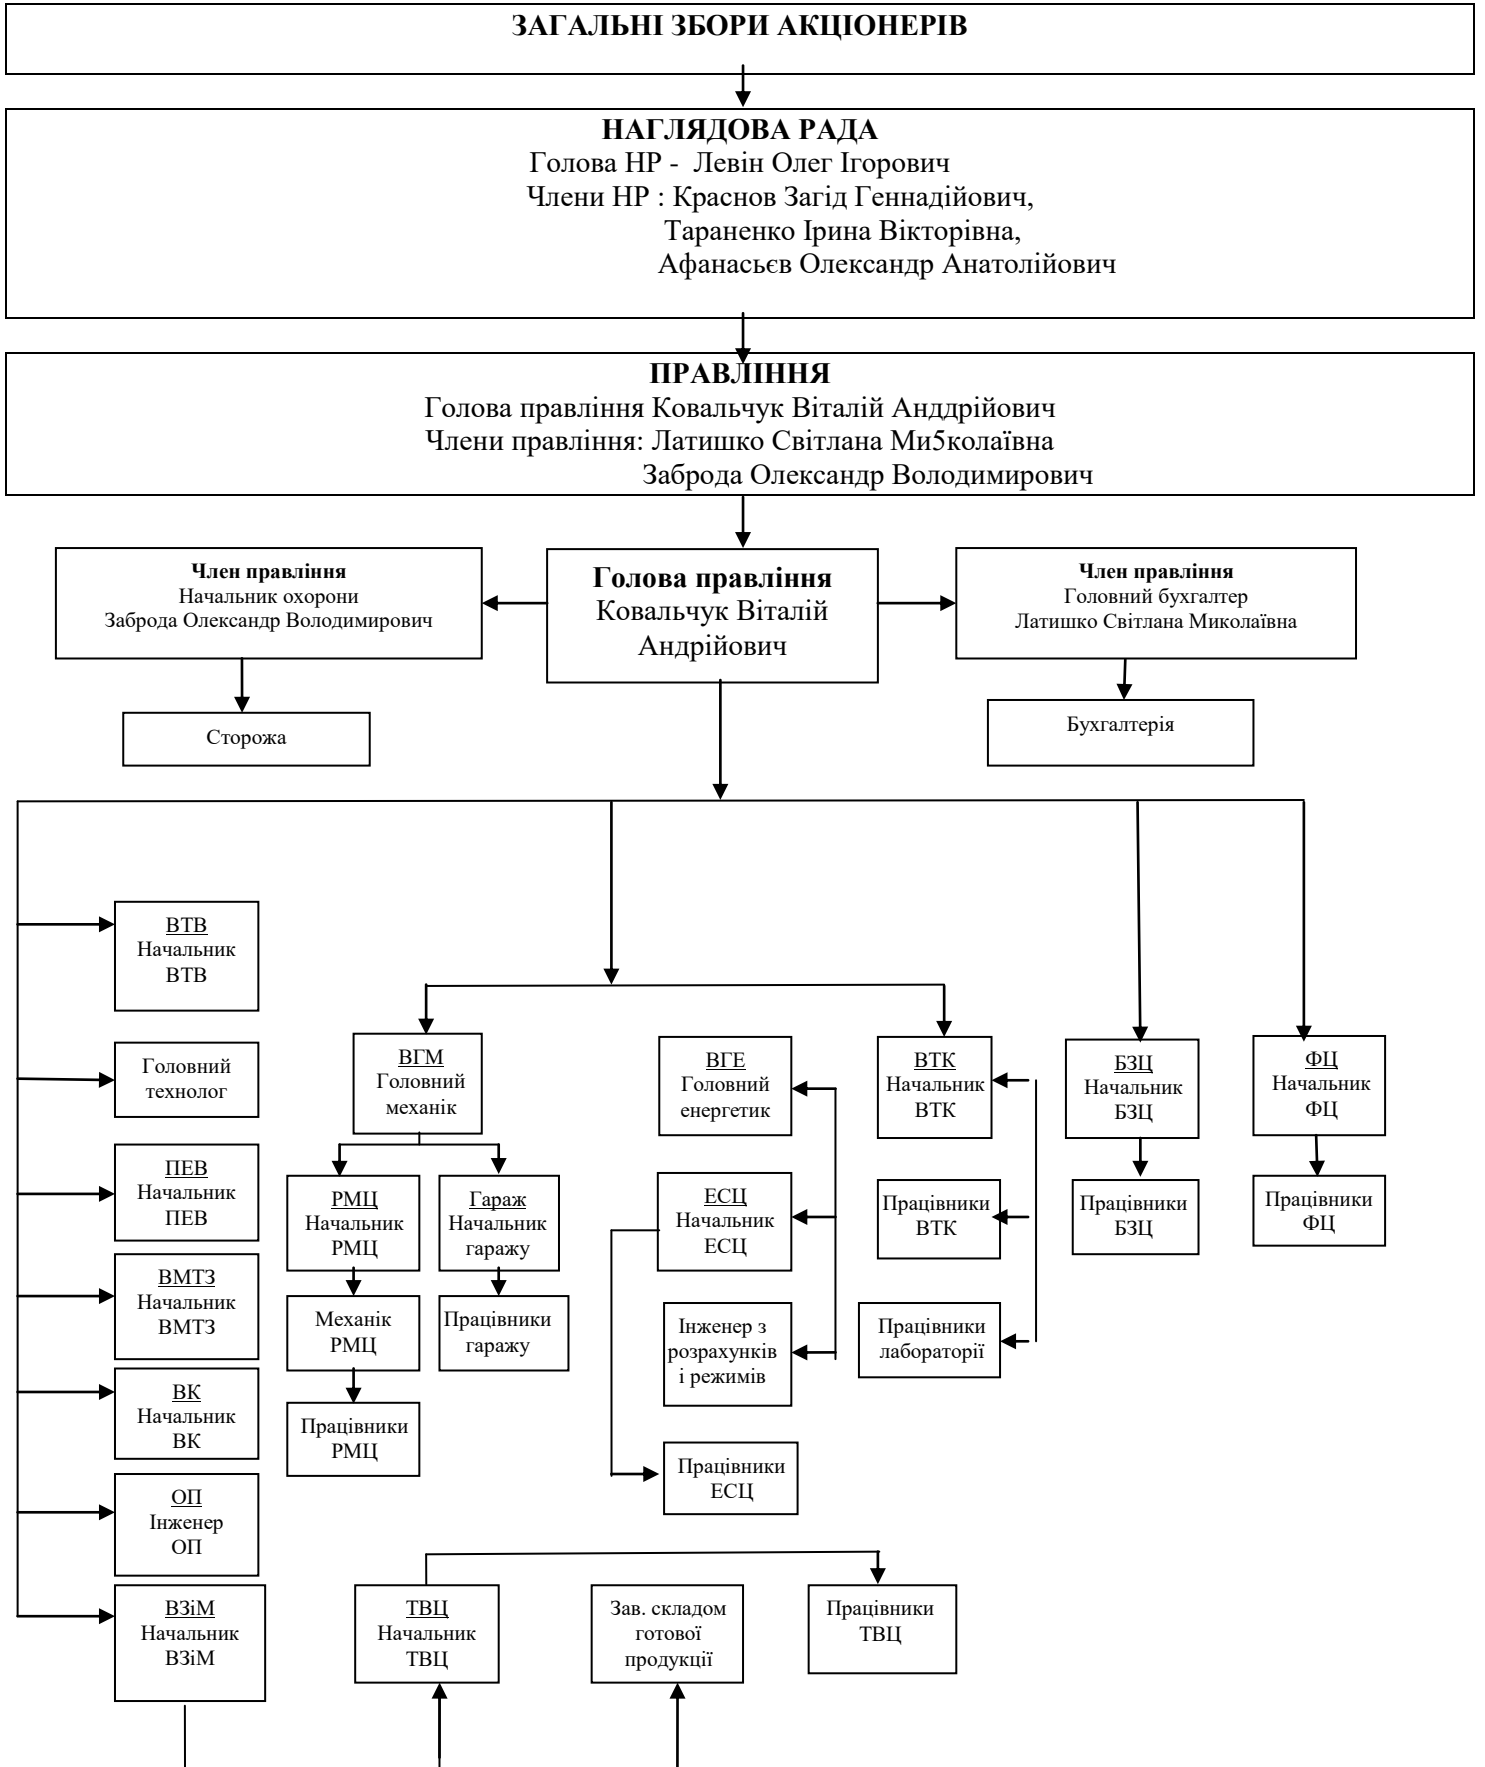 ЗАГАЛЬНІ ЗБОРИ АКЦІОНЕРІВ
НАГЛЯДОВА РАДА
Голова НР - Левін Олег Ігорович
Члени НР : Краснов Загід Геннадійович,
Тараненко Ірина Вікторівна,
Афанасьєв Олександр Анатолійович
ПРАВЛІННЯ
Голова правління Ковальчук Віталій Анддрійович
Члени правління: Латишко Світлана Ми5колаївна
Заброда Олександр Володимирович
Член правління
Начальник охорони
Заброда Олександр Володимирович
Голова правління
Ковальчук Віталій
Андрійович
Член правління
Головний бухгалтер
Латишко Світлана Миколаївна
Сторожа
Бухгалтерія
ВТВ
Начальник
ВТВ
Головний
технолог
ПЕВ
Начальник
ПЕВ
ВМТЗ
Начальник
ВМТЗ
ВК
Начальник
ВК
ОП
Інженер
ОП
ВЗіМ
Начальник
ВЗіМ
ВГМ
Головний
механік
РМЦ
Начальник
РМЦ
Гараж
Начальник
гаражу
Механік
РМЦ
Працівники
гаражу
Працівники
РМЦ
ВГЕ
Головний
енергетик
ЕСЦ
Начальник
ЕСЦ
Інженер з
розрахунків
і режимів
Працівники
ЕСЦ
ВТК
Начальник
ВТК
Працівники
ВТК
Працівники
лабораторії
БЗЦ
Начальник
БЗЦ
Працівники
БЗЦ
ФЦ
Начальник
ФЦ
Працівники
ФЦ
ТВЦ
Начальник
ТВЦ
Зав. складом
готової
продукції
Працівники
ТВЦ